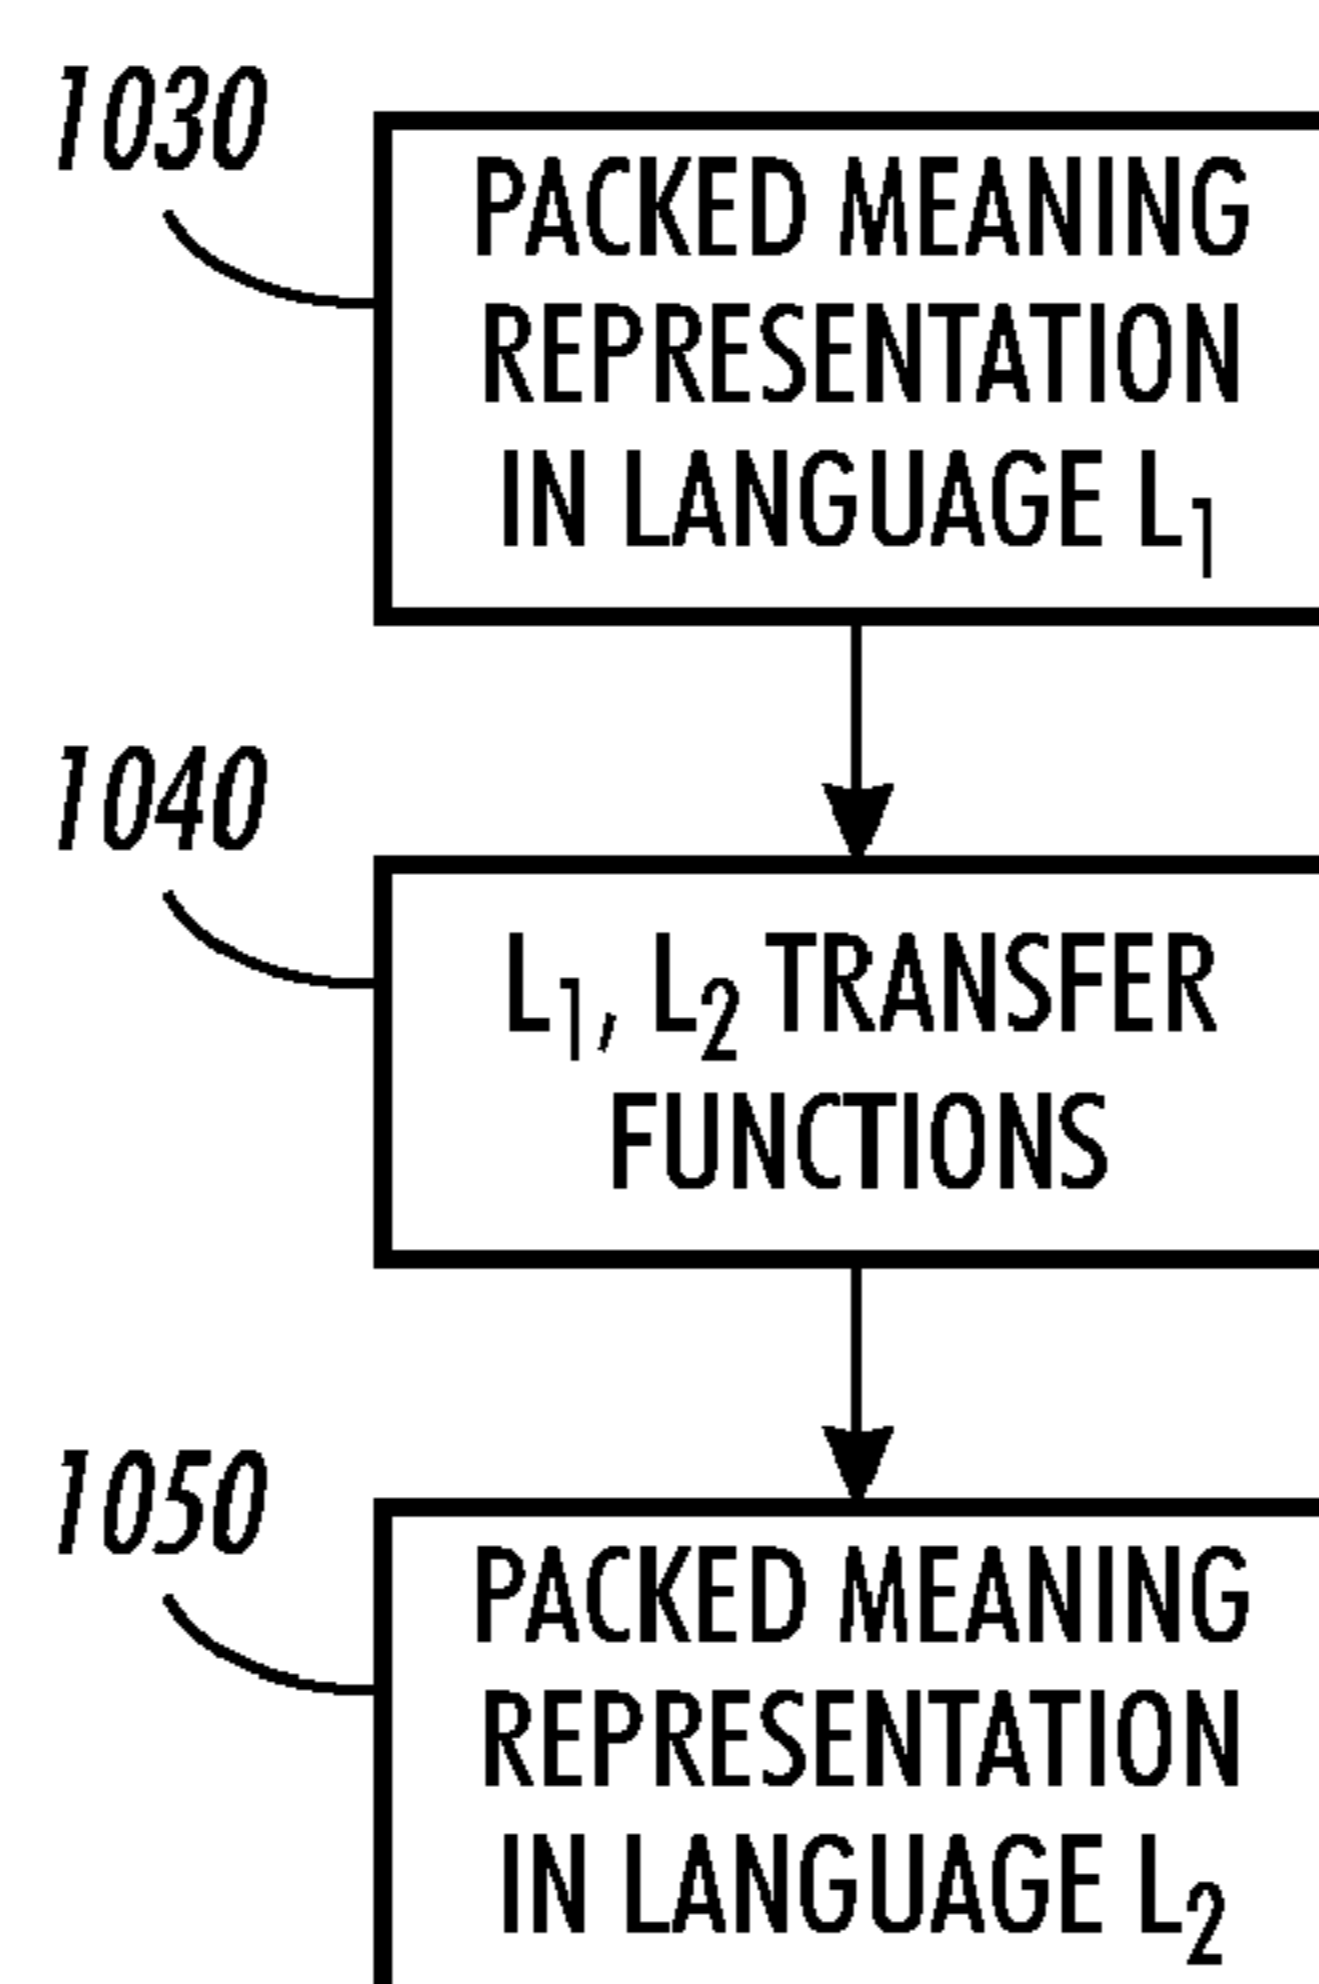 1030
PACKED MEANING
REPRESENTATION
IN LANGUAGE L₁
1040
L₁, L₂ TRANSFER
FUNCTIONS
1050
PACKED MEANING
REPRESENTATION
IN LANGUAGE L₂